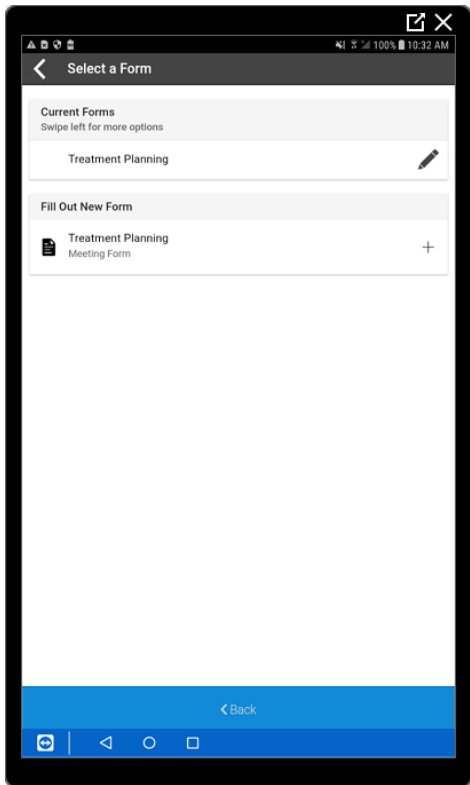 100% 10:32 AM
Select a Form
Current Forms
Swipe left for more options
Treatment Planning
Fill Out New Form
Treatment Planning
Meeting Form
Back